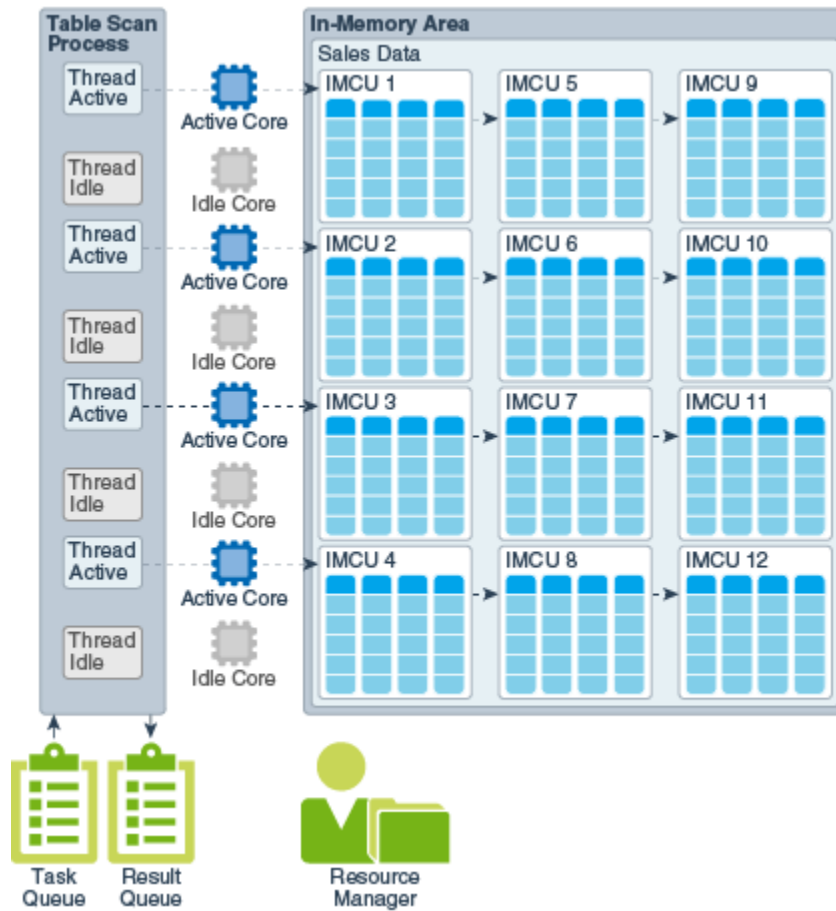 Table Scan
Process
Thread
Active
Active Core
Thread
Idle
Idle Core
Thread
Active
Active Core
Thread
Idle
Idle Core
Thread
Active
Active Core
Thread
Idle
Idle Core
Thread
Active
Active Core
Thread
Idle
Idle Core
In-Memory Area
Sales Data
IMCU 1
IMCU 5
IMCU 9
IMCU 2
IMCU 6
IMCU 10
IMCU 3
IMCU 7
IMCU 11
IMCU 4
IMCU 8
IMCU 12
Task
Queue
Result
Queue
Resource
Manager